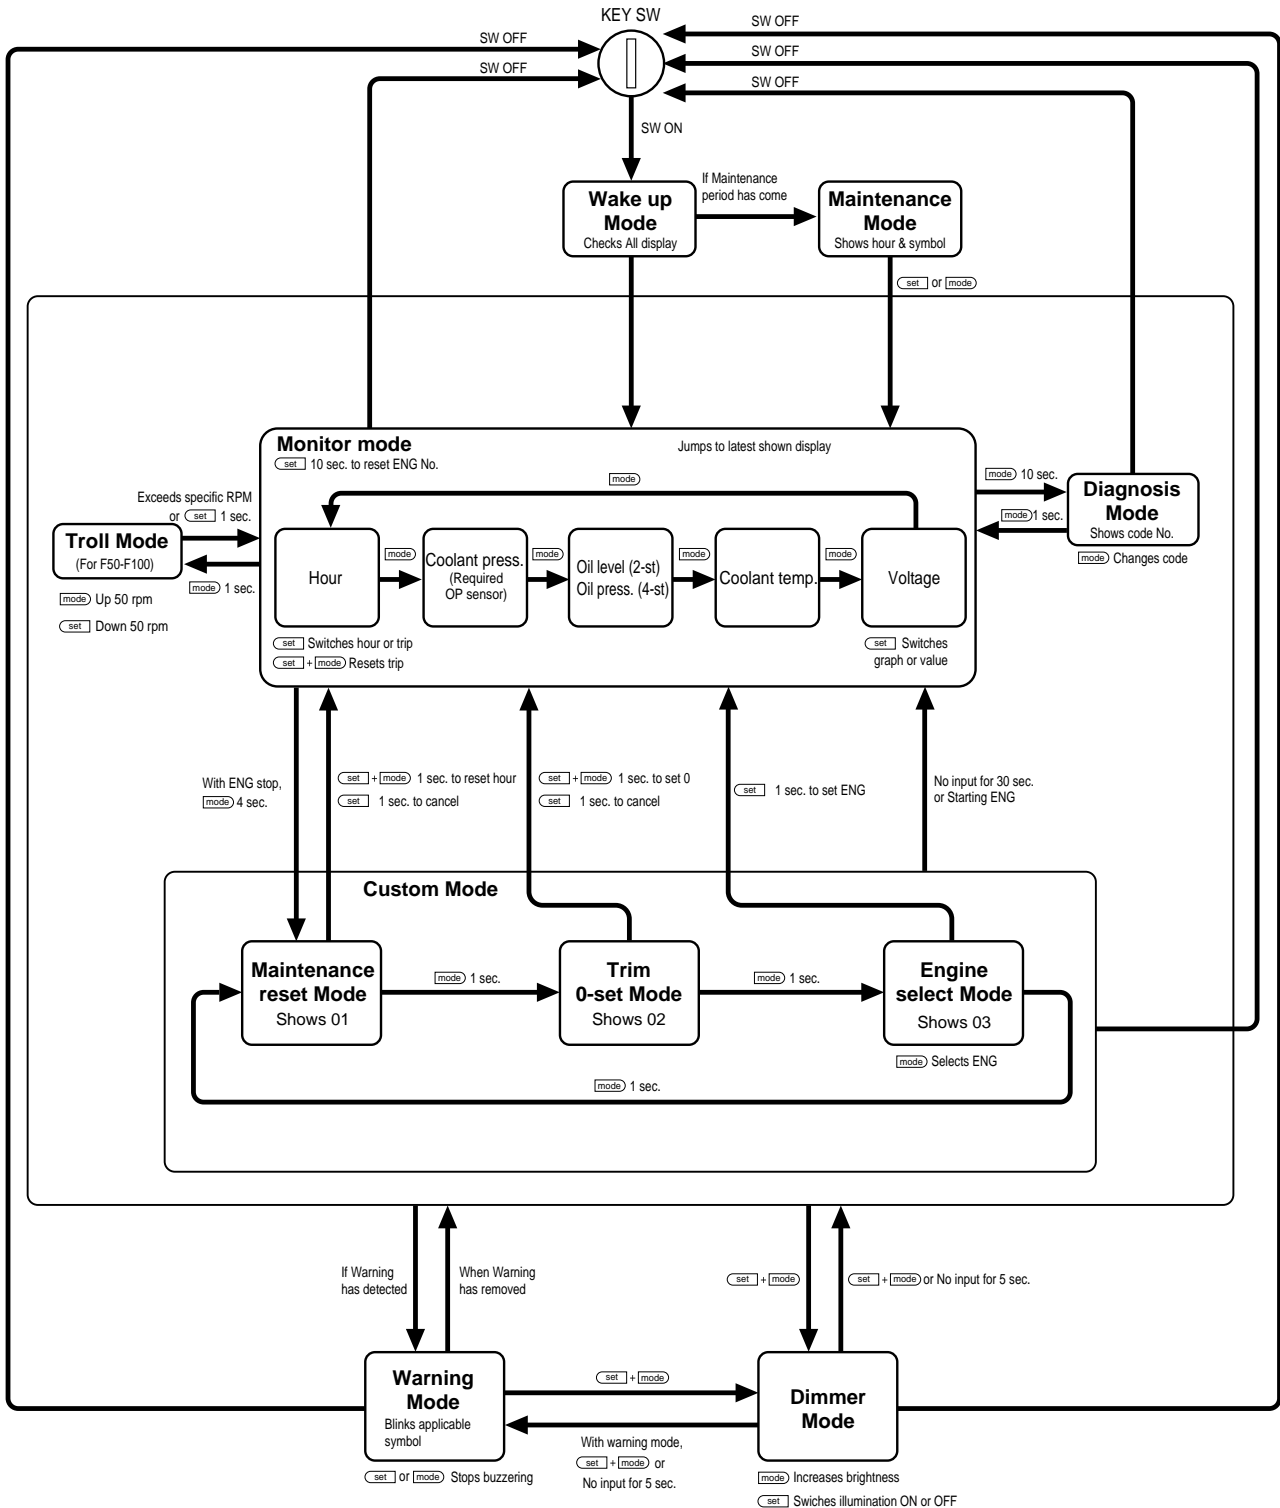 KEY SW
SW OFF
SW OFF
SW OFF
SW OFF
SW OFF
SW ON
If Maintenance
period has come
Wake up
Mode
Checks All display
Maintenance
Mode
Shows hour & symbol
set or mode
Monitor mode
set 10 sec. to reset ENG No.
Jumps to latest shown display
mode
mode 10 sec.
mode 1sec.
Diagnosis
Mode
Shows code No.
mode Changes code
Exceeds specific RPM
or set 1 sec.
Troll Mode
(For F50-F100)
mode 1 sec.
mode Up 50 rpm
set Down 50 rpm
Hour
mode
Coolant press.
(Required
OP sensor)
mode
Oil level (2-st)
Oil press. (4-st)
mode
Coolant temp.
mode
Voltage
set Switches hour or trip
set + mode Resets trip
set Switches
graph or value
With ENG stop,
mode 4 sec.
set + mode 1 sec. to reset hour
set 1 sec. to cancel
set + mode 1 sec. to set 0
set 1 sec. to cancel
set 1 sec. to set ENG
No input for 30 sec.
or Starting ENG
Custom Mode
Maintenance
reset Mode
Shows 01
mode 1 sec.
Trim
0-set Mode
Shows 02
mode 1 sec.
Engine
select Mode
Shows 03
mode Selects ENG
mode 1 sec.
If Warning
has detected
When Warning
has removed
set + mode
set + mode or No input for 5 sec.
Warning
Mode
Blinks applicable
symbol
set or mode Stops buzzering
set + mode
With warning mode,
set + mode or
No input for 5 sec.
Dimmer
Mode
mode Increases brightness
set Swiches illumination ON or OFF